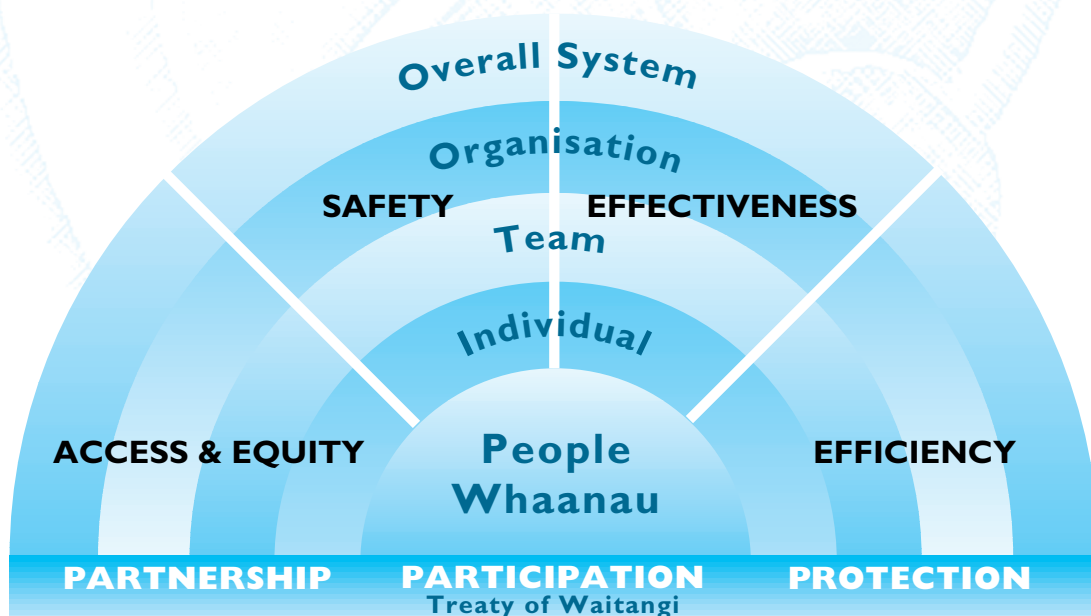 Overall System
Organisation
SAFETY EFFECTIVENESS
Team
Individual
ACCESS & EQUITY
People
Whaanau
EFFICIENCY
PARTNERSHIP PARTICIPATION PROTECTION
Treaty of Waitangi